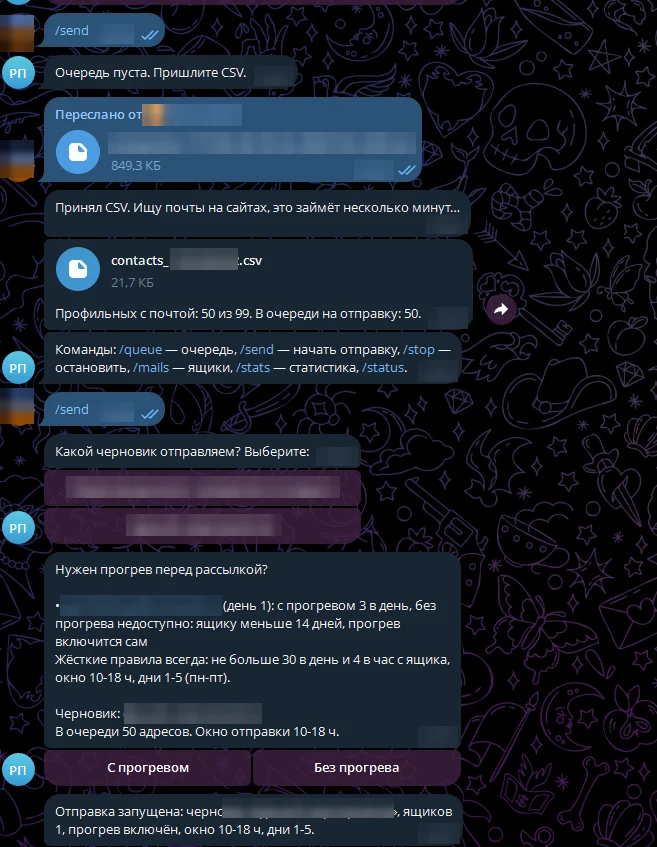 /send
РП
Очередь пуста. Пришлите CSV.
Переслано от
849,3 КБ
Принял CSV. Ищу почты на сайтах, это займёт несколько минут...
contacts_
.csv
21,7 КБ
Профильных с почтой: 50 из 99. В очереди на отправку: 50.
Команды: /queue — очередь, /send — начать отправку, /stop —
остановить, /mails — ящики, /stats — статистика, /status.
РП
/send
Какой черновик отправляем? Выберите:
РП
Нужен прогрев перед рассылкой?
• (день 1): с прогревом 3 в день, без
прогрева недоступно: ящику меньше 14 дней, прогрев
включится сам
Жёсткие правила всегда: не больше 30 в день и 4 в час с ящика,
окно 10-18 ч, дни 1-5 (пн-пт).
Черновик:
В очереди 50 адресов. Окно отправки 10-18 ч.
РП
С прогревом
Без прогрева
Отправка запущена: черно », ящиков
1, прогрев включён, окно 10-18 ч, дни 1-5.